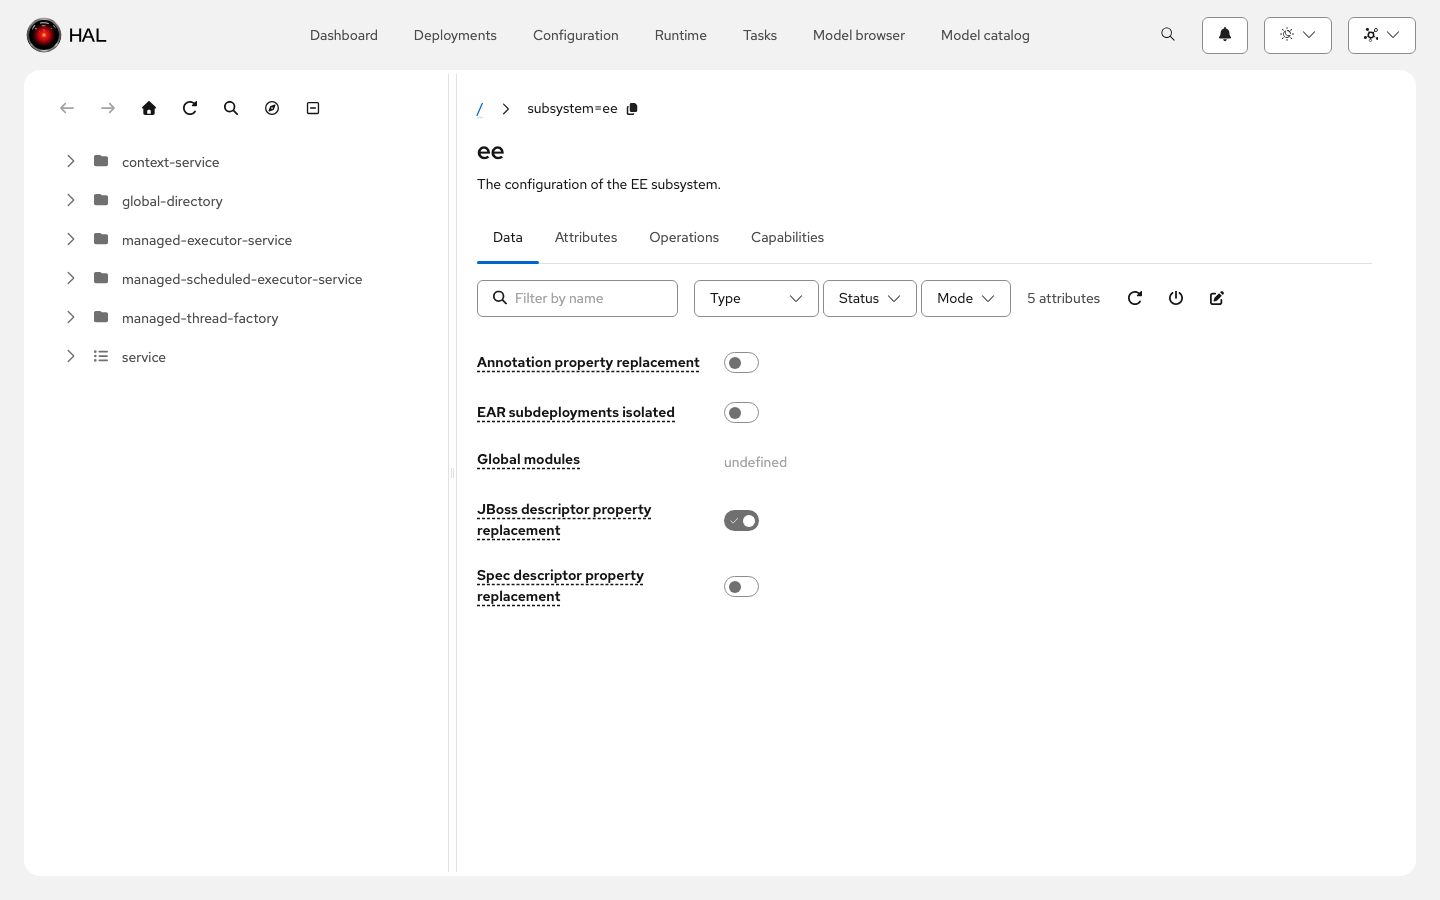 HAL
Dashboard Deployments Configuration Runtime Tasks Model browser Model catalog
/ subsystem=ee
ee
The configuration of the EE subsystem.
context-service
global-directory
managed-executor-service
managed-scheduled-executor-service
managed-thread-factory
service
Data Attributes Operations Capabilities
Filter by name Type Status Mode 5 attributes
Annotation property replacement
EAR subdeployments isolated
Global modules undefined
JBoss descriptor property
replacement
Spec descriptor property
replacement